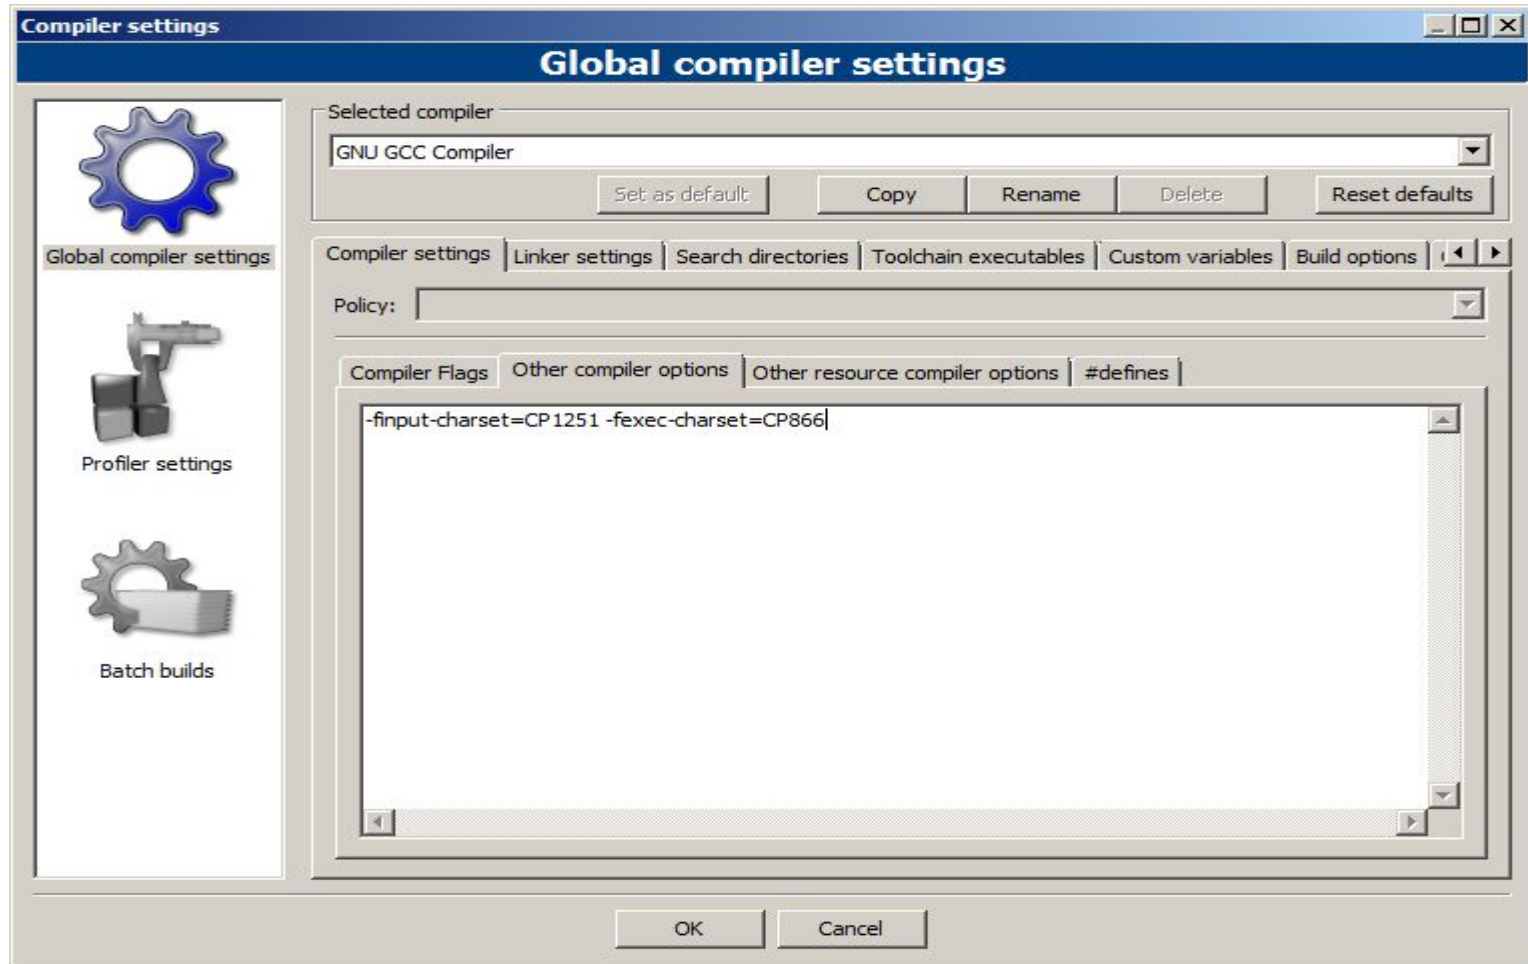 Compiler settings
Global compiler settings
Global compiler settings
Profiler settings
Batch builds
Selected compiler
GNU GCC Compiler
Set as default Copy Rename Delete Reset defaults
Compiler settings Linker settings Search directories Toolchain executables Custom variables Build options
Policy:
Compiler Flags Other compiler options Other resource compiler options #defines
-finput-charset=CP1251 -fexec-charset=CP866
OK Cancel